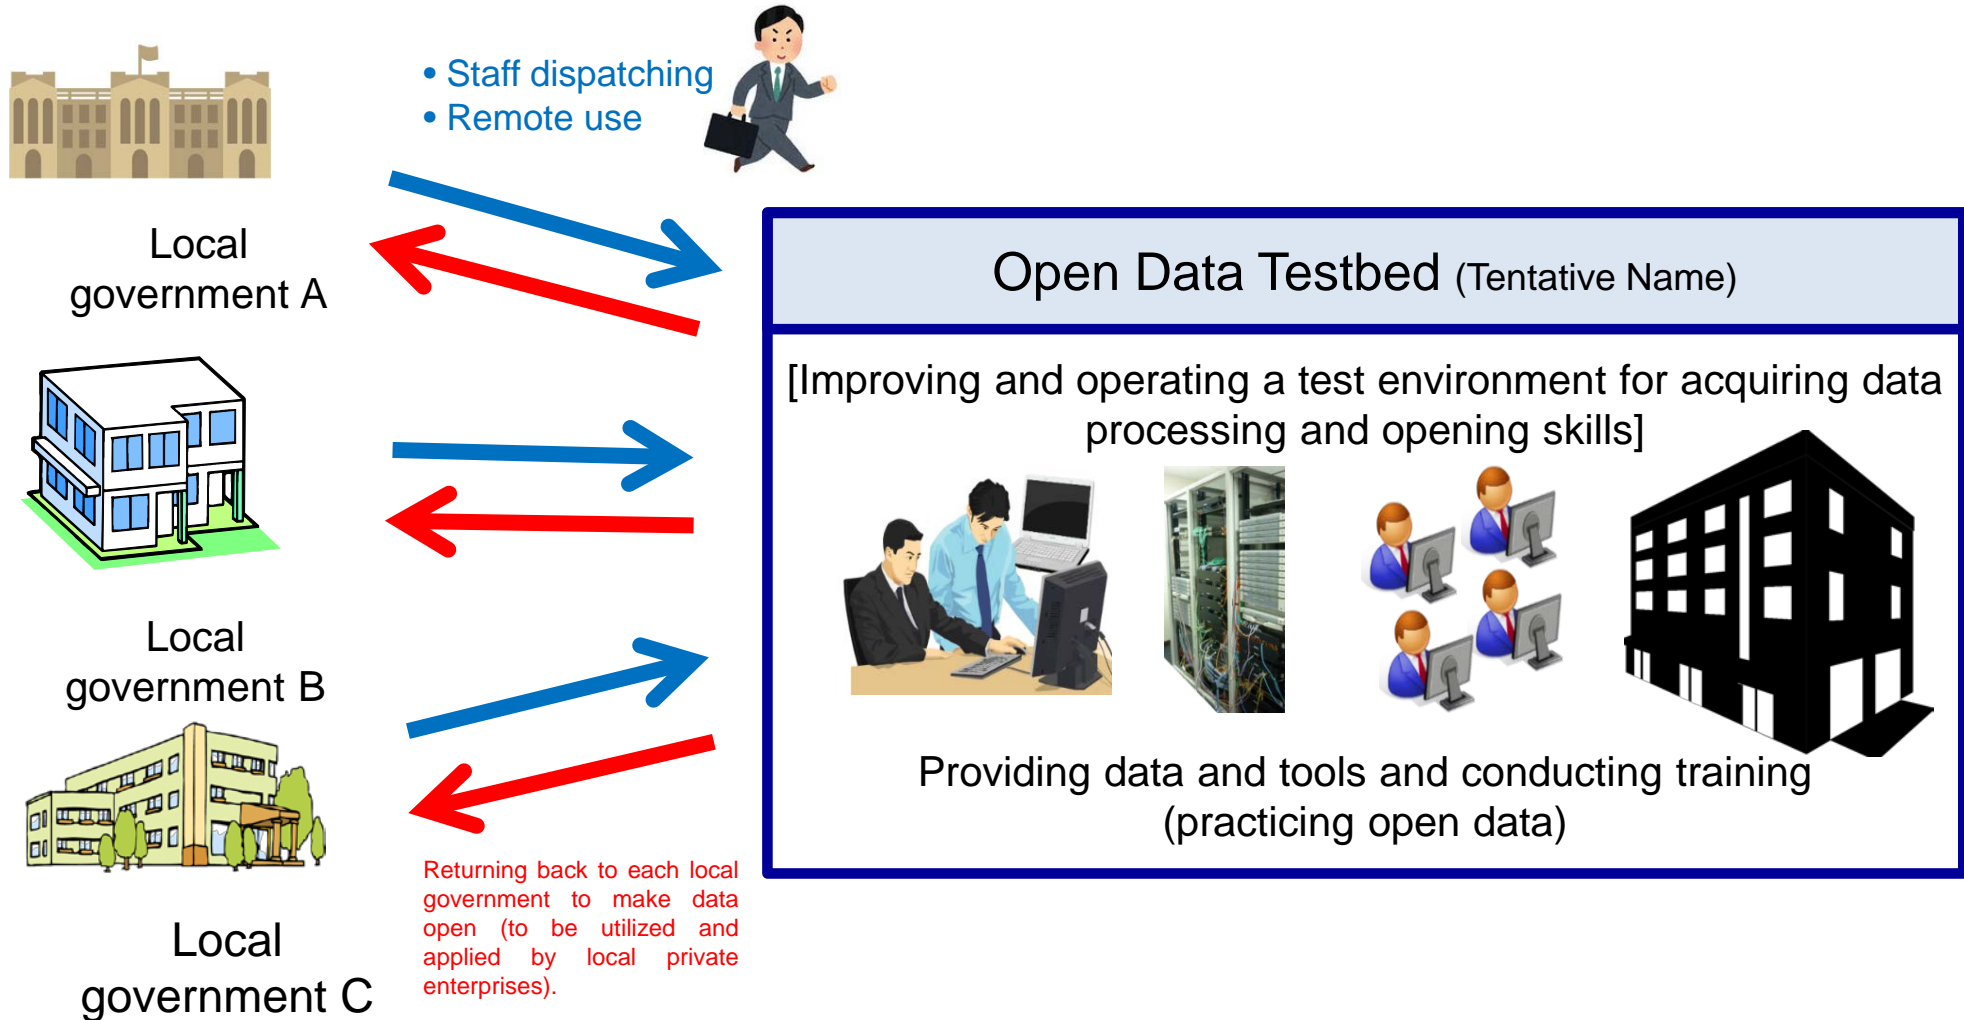 • Staff dispatching
• Remote use
Local
government A
Open Data Testbed (Tentative Name)
[Improving and operating a test environment for acquiring data
processing and opening skills]
Local
government B
Providing data and tools and conducting training
(practicing open data)
Local
government C
Returning back to each local
government to make data
open (to be utilized and
applied by local private
enterprises).